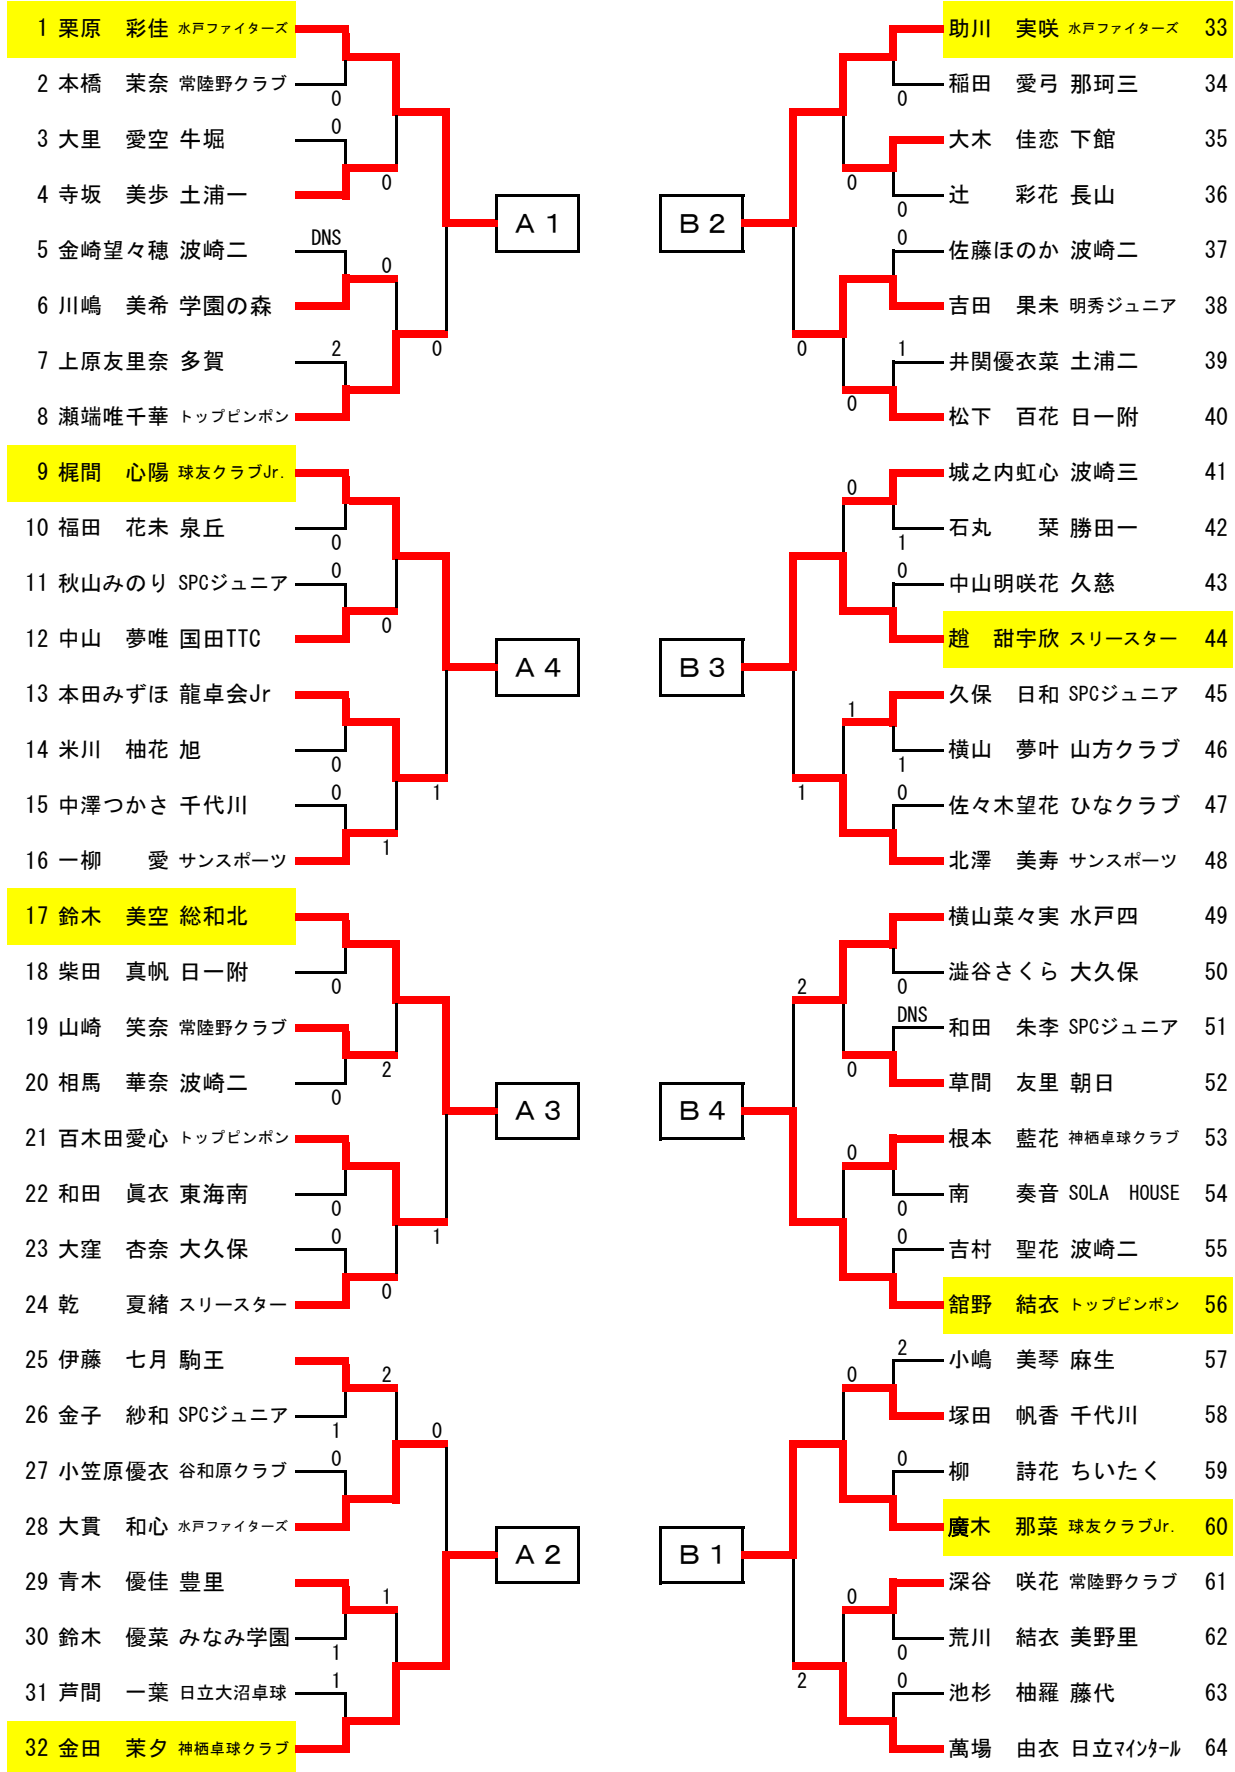 1 栗原　彩佳 水戸ファイターズ
2 本橋　茉奈 常陸野クラブ
0
3 大里　愛空 牛堀
0
4 寺坂　美歩 土浦一
0
A 1
5 金崎望々穂 波崎二
DNS
6 川嶋　美希 学園の森
0
7 上原友里奈 多賀
2
0
8 瀬端唯千華 トップピンポン
9 梶間　心陽 球友クラブJr.
10 福田　花未 泉丘
0
11 秋山みのり SPCジュニア
0
12 中山　夢唯 国田TTC
0
A 4
13 本田みずほ 龍卓会Jr
14 米川　柚花 旭
0
15 中澤つかさ 千代川
0
1
16 一柳　　愛 サンスポーツ
1
17 鈴木　美空 総和北
18 柴田　真帆 日一附
0
19 山崎　笑奈 常陸野クラブ
2
20 相馬　華奈 波崎二
0
A 3
21 百木田愛心 トップピンポン
22 和田　眞衣 東海南
0
23 大窪　杏奈 大久保
0
1
24 乾　　夏緒 スリースター
0
25 伊藤　七月 駒王
2
26 金子　紗和 SPCジュニア
1
0
27 小笠原優衣 谷和原クラブ
0
28 大貫　和心 水戸ファイターズ
A 2
29 青木　優佳 豊里
1
30 鈴木　優菜 みなみ学園
1
31 芦間　一葉 日立大沼卓球
1
32 金田　茉夕 神栖卓球クラブ
助川　実咲 水戸ファイターズ 33
稲田　愛弓 那珂三 34
0
大木　佳恋 下館 35
0
辻　　彩花 長山 36
0
B 2
佐藤ほのか 波崎二 37
0
吉田　果未 明秀ジュニア 38
井関優衣菜 土浦二 39
1
0
松下　百花 日一附 40
0
城之内虹心 波崎三 41
0
石丸　　栞 勝田一 42
1
中山明咲花 久慈 43
0
趙　甜宇欣 スリースター 44
B 3
久保　日和 SPCジュニア 45
1
横山　夢叶 山方クラブ 46
1
佐々木望花 ひなクラブ 47
0
1
北澤　美寿 サンスポーツ 48
横山菜々実 水戸四 49
澁谷さくら 大久保 50
0
2
和田　朱李 SPCジュニア 51
DNS
草間　友里 朝日 52
0
B 4
根本　藍花 神栖卓球クラブ 53
0
南　　奏音 SOLA　HOUSE 54
0
吉村　聖花 波崎二 55
0
舘野　結衣 トップピンポン 56
小嶋　美琴 麻生 57
2
0
塚田　帆香 千代川 58
柳　　詩花 ちいたく 59
0
廣木　那菜 球友クラブJr. 60
B 1
深谷　咲花 常陸野クラブ 61
0
荒川　結衣 美野里 62
0
池杉　柚羅 藤代 63
0
2
萬場　由衣 日立マインタール 64